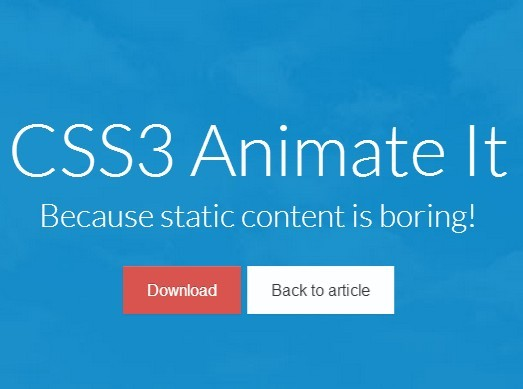 CSS3 Animate It
Because static content is boring!
Download Back to article